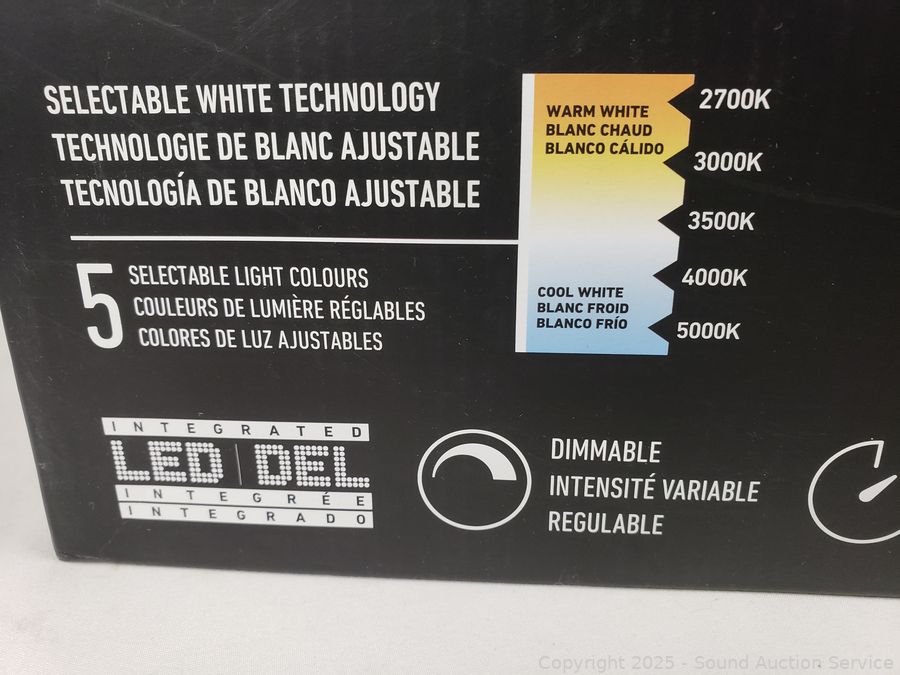 SELECTABLE WHITE TECHNOLOGY
TECHNOLOGIE DE BLANC AJUSTABLE
TECNOLOGÍA DE BLANCO AJUSTABLE
WARM WHITE
BLANC CHAUD
BLANCO CÁLIDO
COOL WHITE
BLANC FROID
BLANCO FRÍO
2700K
3000K
3500K
4000K
5000K
5
SELECTABLE LIGHT COLOURS
COULEURS DE LUMIÈRE RÉGLABLES
COLORES DE LUZ AJUSTABLES
INTEGRATED
LED | DEL
INTEGRÉE
INTEGRADO
DIMMABLE
INTENSITÉ VARIABLE
REGULABLE
Copyright 2025 - Sound Auction Service